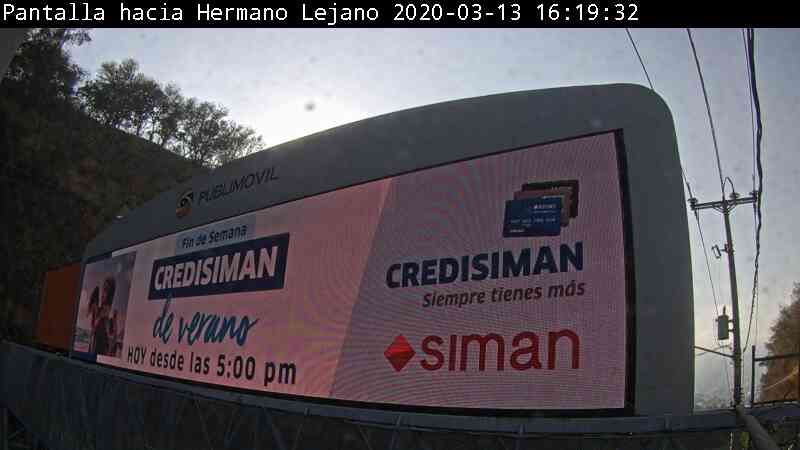 Pantalla hacia Hermano Lejano 2020-03-13 16:19:32
PUBLIMOVIL
Fin de Semana
CREDISIMAN
de verano
HOY desde las 5:00 pm
CREDISIMAN
Siempre tienes más
siman